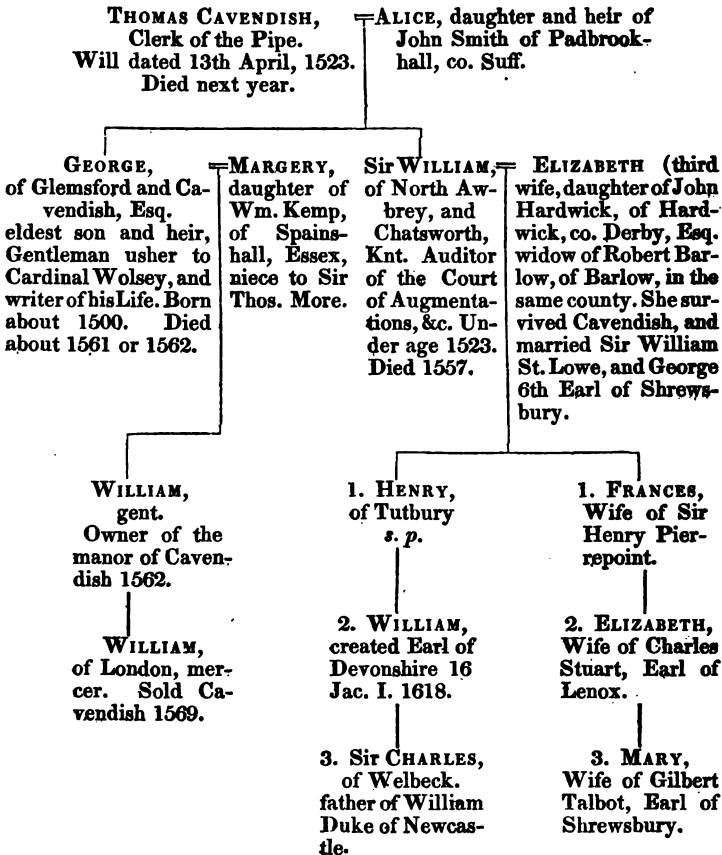 THOMAS CAVENDISH,
Clerk of the Pipe.
Will dated 13th April, 1523.
Died next year.
ALICE, daughter and heir of
John Smith of Padbrook-
hall, co. Suff.
GEORGE,
of Glemsford and Ca-
vendish, Esq.
eldest son and heir,
Gentleman usher to
Cardinal Wolsey, and
writer of his Life. Born
about 1500. Died
about 1561 or 1562.
MARGERY,
daughter of
Wm. Kemp,
of Spains-
hall, Essex,
niece to Sir
Thos. More.
Sir WILLIAM,
of North Aw-
brey, and
Chatsworth,
Knt. Auditor
of the Court
of Augmenta-
tions, &c. Un-
der age 1523.
Died 1557.
ELIZABETH (third
wife, daughter of John
Hardwick, of Hard-
wick, co. Derby, Esq.
widow of Robert Bar-
low, of Barlow, in the
same county. She sur-
vived Cavendish, and
married Sir William
St. Lowe, and George
6th Earl of Shrews-
bury.
WILLIAM,
gent.
Owner of the
manor of Caven-
dish 1562.
WILLIAM,
of London, mer-
cer. Sold Ca-
vendish 1569.
1. HENRY,
of Tutbury
s. p.
2. WILLIAM,
created Earl of
Devonshire 16
Jac. I. 1618.
3. Sir CHARLES,
of Welbeck.
father of William
Duke of Newcas-
tle.
1. FRANCES,
Wife of Sir
Henry Pier-
repoint.
2. ELIZABETH,
Wife of Charles
Stuart, Earl of
Lenox.
3. MARY,
Wife of Gilbert
Talbot, Earl of
Shrewsbury.